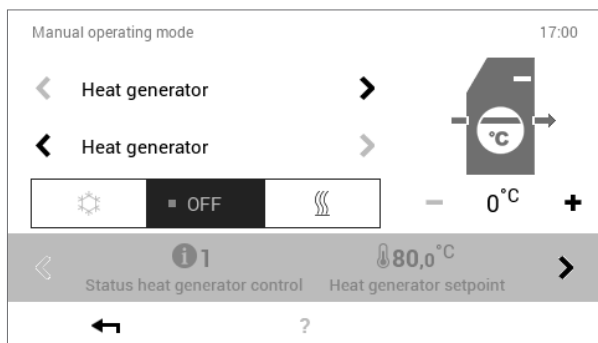 Manual operating mode 17:00
Heat generator
°C
Heat generator
OFF 0°C
1 80,0°C
Status heat generator control Heat generator setpoint
?